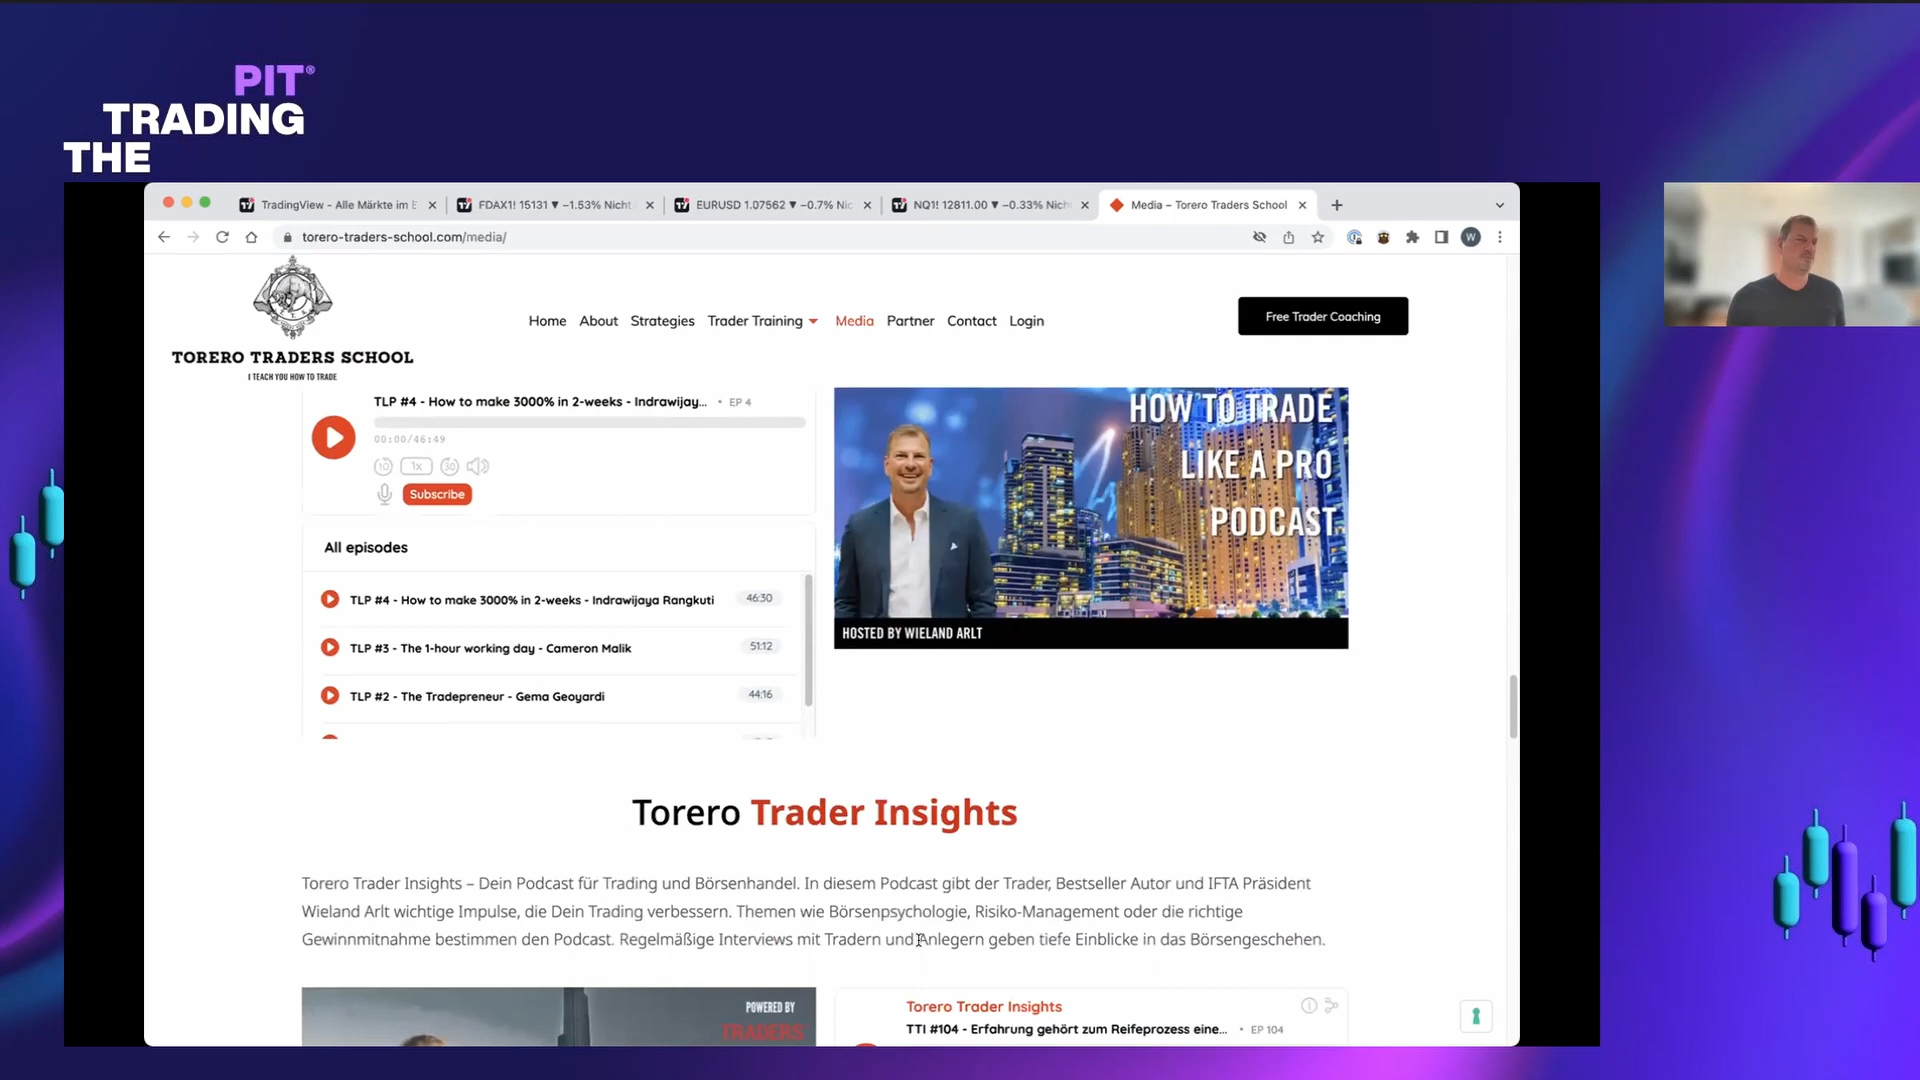 PIT®
TRADING
THE
TradingView - Alle Märkte im E
FDAX1! 15131 ▼ −1.53% Nicht
EURUSD 1.07562 ▼ −0.7% Nic
NQ1! 12811.00 ▼ −0.33% Nicht
Media – Torero Traders School
torero-traders-school.com/media/
W
TORERO TRADERS SCHOOL
I TEACH YOU HOW TO TRADE
Home About Strategies Trader Training Media Partner Contact Login
Free Trader Coaching
TLP #4 - How to make 3000% in 2-weeks - Indrawijay... • EP 4
00:00/46:49
10 1x 30
Subscribe
All episodes
TLP #4 - How to make 3000% in 2-weeks - Indrawijaya Rangkuti 46:30
TLP #3 - The 1-hour working day - Cameron Malik 51:12
TLP #2 - The Tradepreneur - Gema Geoyardi 44:16
HOW TO TRADE
LIKE A PRO
PODCAST
HOSTED BY WIELAND ARLT
Torero Trader Insights
Torero Trader Insights – Dein Podcast für Trading und Börsenhandel. In diesem Podcast gibt der Trader, Bestseller Autor und IFTA Präsident
Wieland Arlt wichtige Impulse, die Dein Trading verbessern. Themen wie Börsenpsychologie, Risiko-Management oder die richtige
Gewinnmitnahme bestimmen den Podcast. Regelmäßige Interviews mit Tradern und Anlegern geben tiefe Einblicke in das Börsengeschehen.
POWERED BY
TRADERS
Torero Trader Insights
TTI #104 - Erfahrung gehört zum Reifeprozess eine... • EP 104